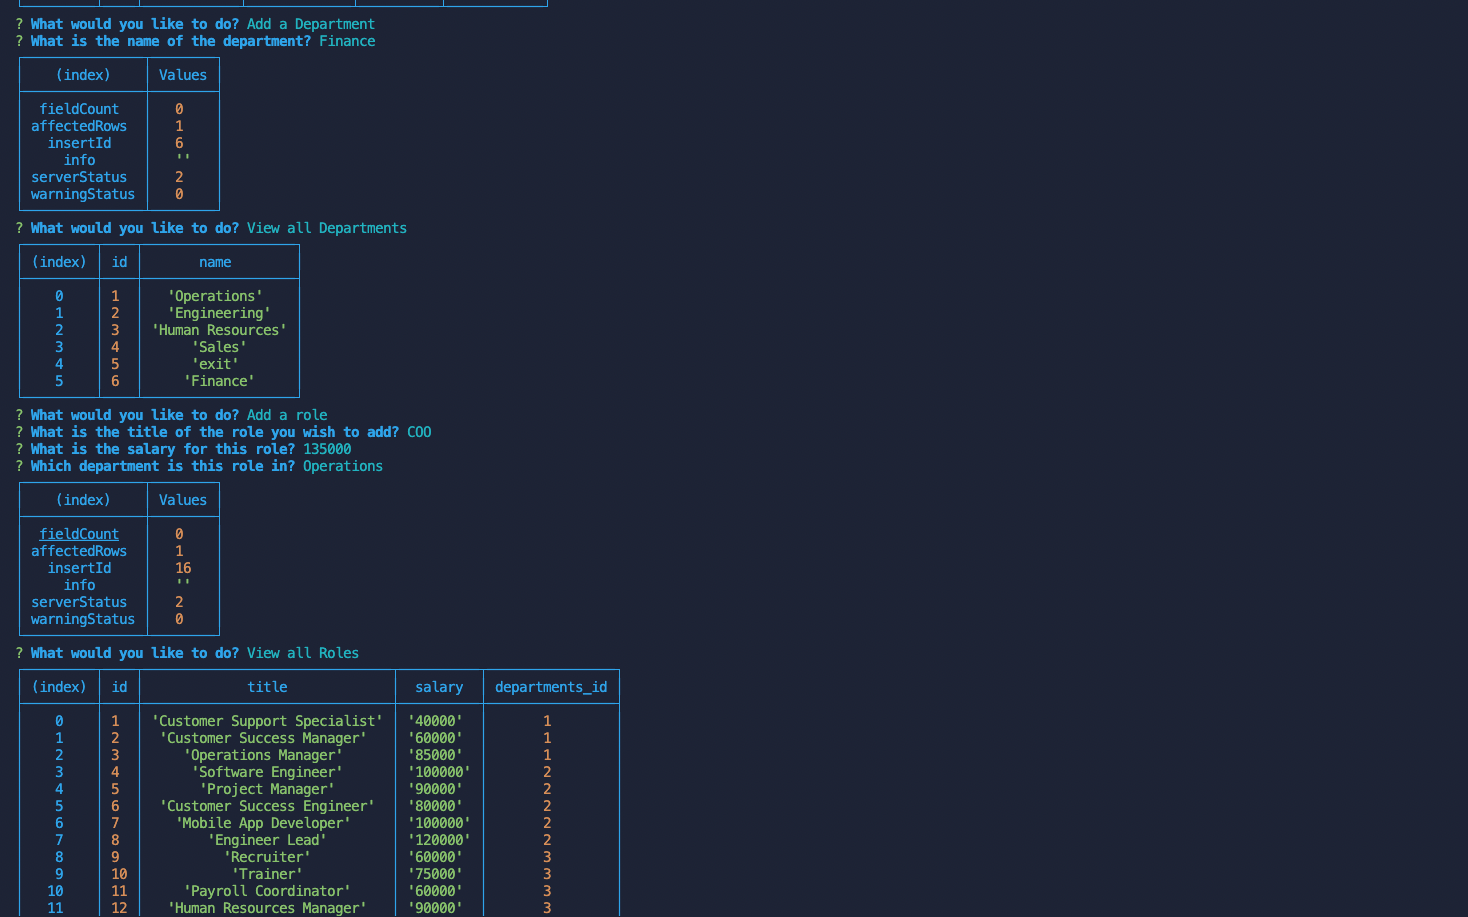 ? What would you like to do? Add a Department
? What is the name of the department? Finance
(index) Values
fieldCount 0
affectedRows 1
insertId 6
info ''
serverStatus 2
warningStatus 0
? What would you like to do? View all Departments
(index) id name
0 1 'Operations'
1 2 'Engineering'
2 3 'Human Resources'
3 4 'Sales'
4 5 'exit'
5 6 'Finance'
? What would you like to do? Add a role
? What is the title of the role you wish to add? COO
? What is the salary for this role? 135000
? Which department is this role in? Operations
(index) Values
fieldCount 0
affectedRows 1
insertId 16
info ''
serverStatus 2
warningStatus 0
? What would you like to do? View all Roles
(index) id title salary departments_id
0 1 'Customer Support Specialist' '40000' 1
1 2 'Customer Success Manager' '60000' 1
2 3 'Operations Manager' '85000' 1
3 4 'Software Engineer' '100000' 2
4 5 'Project Manager' '90000' 2
5 6 'Customer Success Engineer' '80000' 2
6 7 'Mobile App Developer' '100000' 2
7 8 'Engineer Lead' '120000' 2
8 9 'Recruiter' '60000' 3
9 10 'Trainer' '75000' 3
10 11 'Payroll Coordinator' '60000' 3
11 12 'Human Resources Manager' '90000' 3